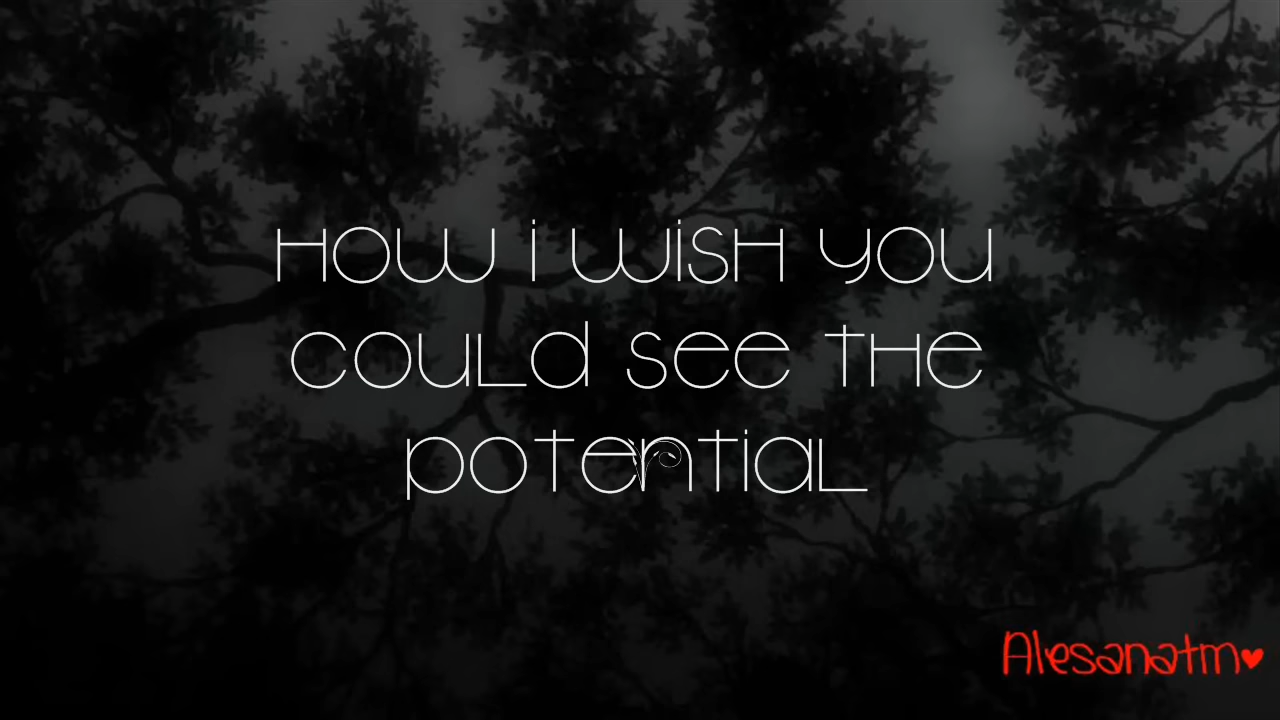 How i wish you
could see the
potential
Alesanatm♥